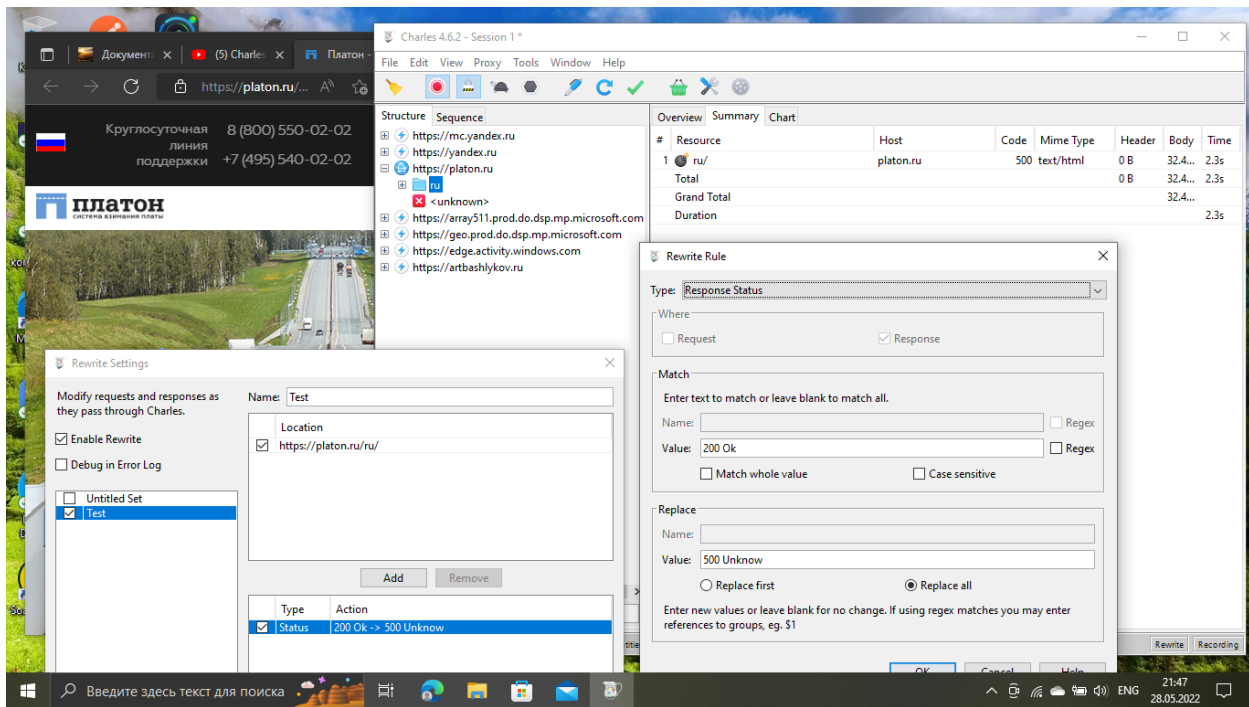 Charles 4.6.2 - Session 1 *
Документ
(5) Charles
Платон -
File Edit View Proxy Tools Window Help
https://platon.ru/...
Structure Sequence
Overview Summary Chart
Круглосуточная 8 (800) 550-02-02
линия
поддержки +7 (495) 540-02-02
https://mc.yandex.ru
https://yandex.ru
https://platon.ru
ru
<unknown>
https://array511.prod.do.dsp.mp.microsoft.com
https://geo.prod.do.dsp.mp.microsoft.com
https://edge.activity.windows.com
https://artbashlykov.ru
# Resource Host Code Mime Type Header Body Time
1 ru/ platon.ru 500 text/html 0 B 32.4... 2.3s
Total 0 B 32.4... 2.3s
Grand Total 32.4...
Duration 2.3s
платон
система взимания платы
Rewrite Rule
Type: Response Status
Where
Request Response
Match
Enter text to match or leave blank to match all.
Name: Regex
Value: 200 Ok Regex
Match whole value Case sensitive
Replace
Name:
Value: 500 Unknow
Replace first Replace all
Enter new values or leave blank for no change. If using regex matches you may enter
references to groups, eg. $1
OK Cancel Help
Rewrite Settings
Modify requests and responses as
they pass through Charles.
Enable Rewrite
Debug in Error Log
Untitled Set
Test
Name: Test
Location
https://platon.ru/ru/
Add Remove
Type Action
Status 200 Ok -> 500 Unknow
Rewrite Recording
Введите здесь текст для поиска
ENG
21:47
28.05.2022